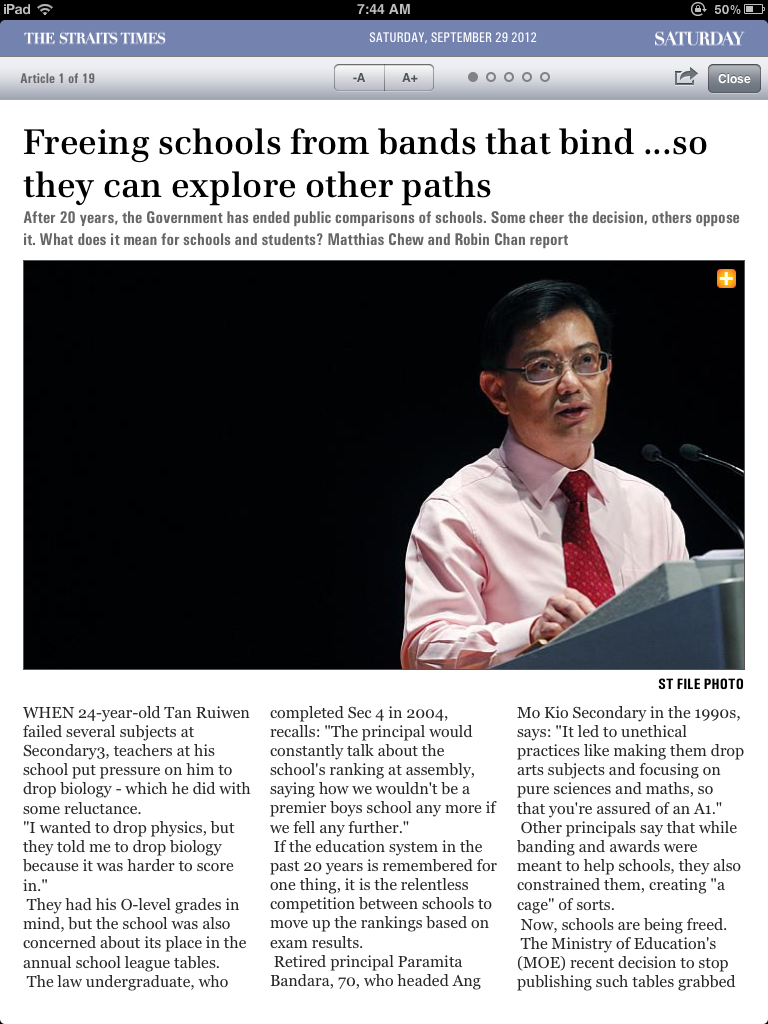 iPad 7:44 AM 50%
THE STRAITS TIMES SATURDAY, SEPTEMBER 29 2012 SATURDAY
Article 1 of 19 -A A+ Close
Freeing schools from bands that bind ...so
they can explore other paths
After 20 years, the Government has ended public comparisons of schools. Some cheer the decision, others oppose
it. What does it mean for schools and students? Matthias Chew and Robin Chan report
ST FILE PHOTO
WHEN 24-year-old Tan Ruiwen
failed several subjects at
Secondary3, teachers at his
school put pressure on him to
drop biology - which he did with
some reluctance.
"I wanted to drop physics, but
they told me to drop biology
because it was harder to score
in."
They had his O-level grades in
mind, but the school was also
concerned about its place in the
annual school league tables.
The law undergraduate, who
completed Sec 4 in 2004,
recalls: "The principal would
constantly talk about the
school's ranking at assembly,
saying how we wouldn't be a
premier boys school any more if
we fell any further."
If the education system in the
past 20 years is remembered for
one thing, it is the relentless
competition between schools to
move up the rankings based on
exam results.
Retired principal Paramita
Bandara, 70, who headed Ang
Mo Kio Secondary in the 1990s,
says: "It led to unethical
practices like making them drop
arts subjects and focusing on
pure sciences and maths, so
that you're assured of an A1."
Other principals say that while
banding and awards were
meant to help schools, they also
constrained them, creating "a
cage" of sorts.
Now, schools are being freed.
The Ministry of Education's
(MOE) recent decision to stop
publishing such tables grabbed